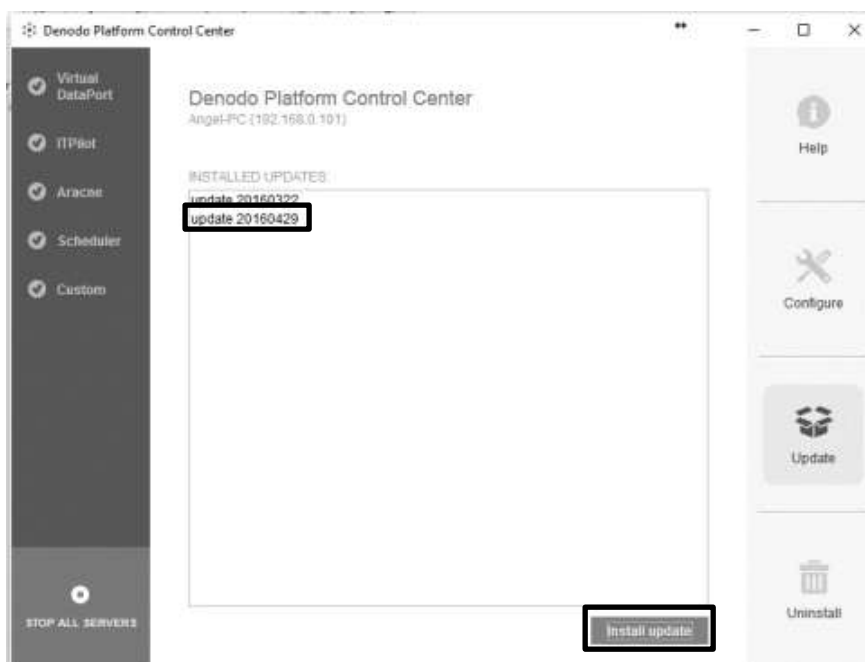 Denodo Platform Control Center
Virtual
DataPort
ITPilot
Aracne
Scheduler
Custom
STOP ALL SERVERS
Denodo Platform Control Center
Angel-PC (192.168.0.101)
INSTALLED UPDATES
update 20160322
update 20160429
Install update
Help
Configure
Update
Uninstall